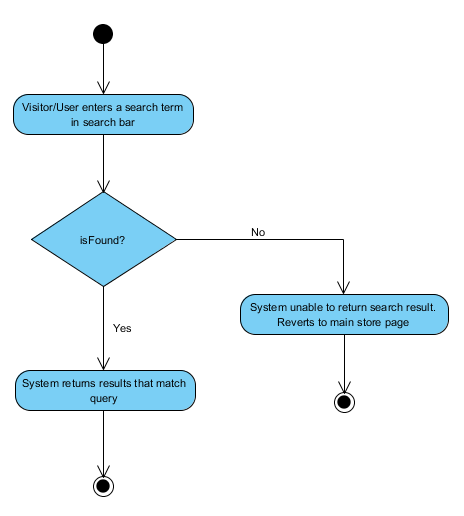 Visitor/User enters a search term
in search bar
isFound?
No
Yes
System unable to return search result.
Reverts to main store page
System returns results that match
query